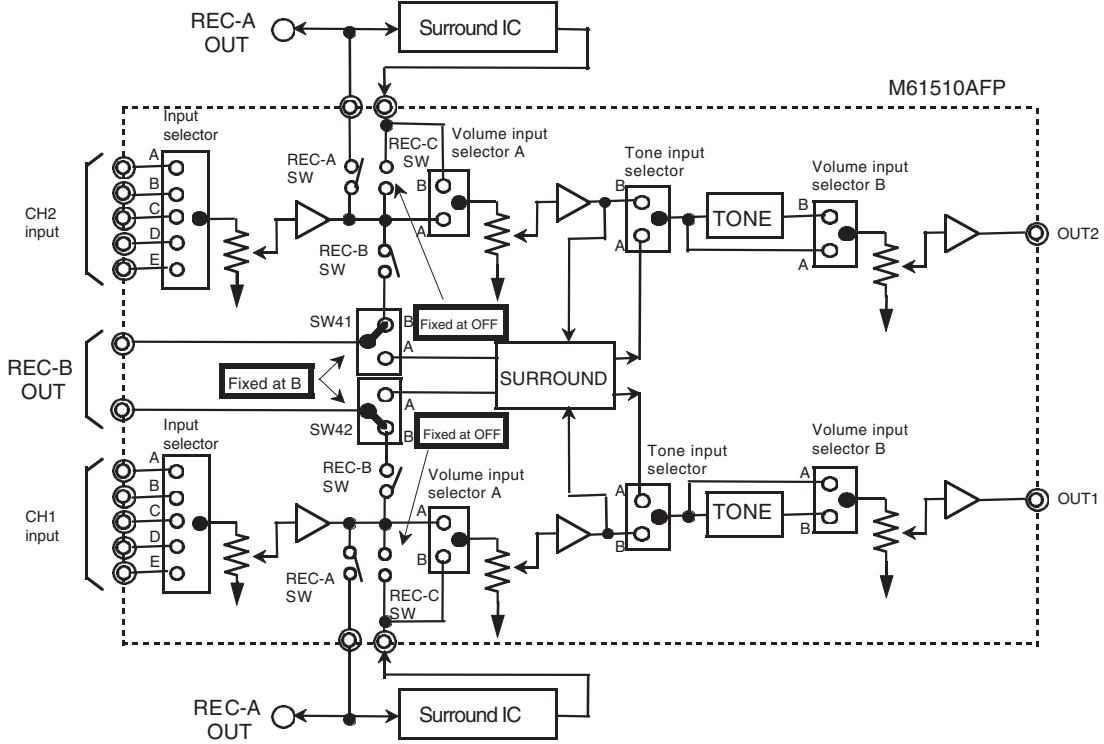 REC-A
OUT
Surround IC
M61510AFP
Input
selector
REC-A
SW
REC-C
SW
Volume input
selector A
Tone input
selector
Volume input
selector B
A
B
C
D
E
CH2
input
B
A
B
A
TONE
B
A
OUT2
REC-B
SW
SW41
B
A
Fixed at OFF
REC-B
OUT
Fixed at B
SURROUND
SW42
A
B
Fixed at OFF
Input
selector
REC-B
SW
Volume input
selector A
Tone input
selector
Volume input
selector B
A
B
C
D
E
CH1
input
A
B
A
B
TONE
A
B
OUT1
REC-A
SW
REC-C
SW
REC-A
OUT
Surround IC